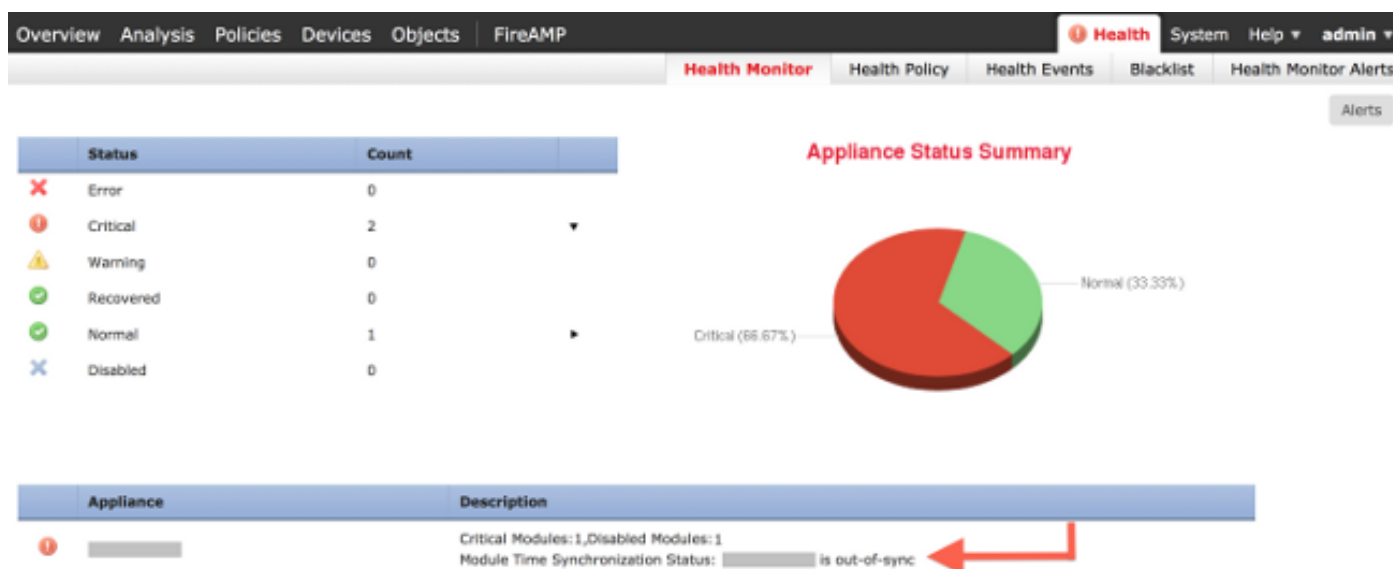 Overview Analysis Policies Devices Objects FireAMP Health System Help admin
Health Monitor Health Policy Health Events Blacklist Health Monitor Alerts
Alerts
Status Count
Error 0
Critical 2
Warning 0
Recovered 0
Normal 1
Disabled 0
Appliance Status Summary
Normal (33.33%)
Critical (66.67%)
Appliance Description
Critical Modules:1,Disabled Modules:1
Module Time Synchronization Status: is out-of-sync